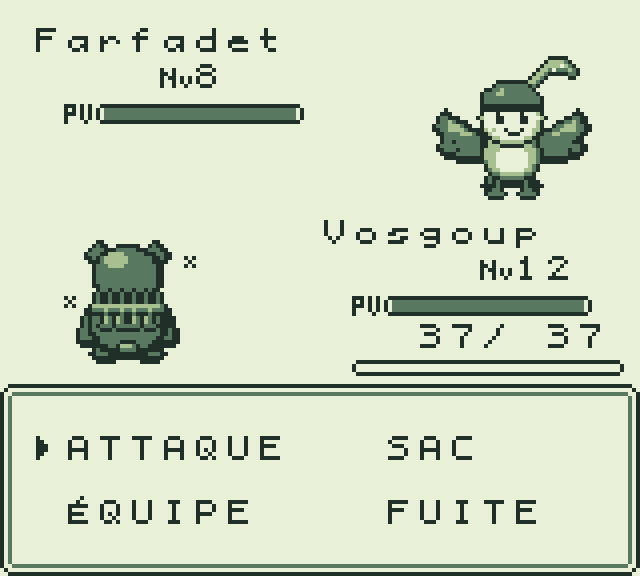 Farfadet
Nv8
PV
Vosgoup
Nv12
PV
37/ 37
ATTAQUE SAC
ÉQUIPE FUITE